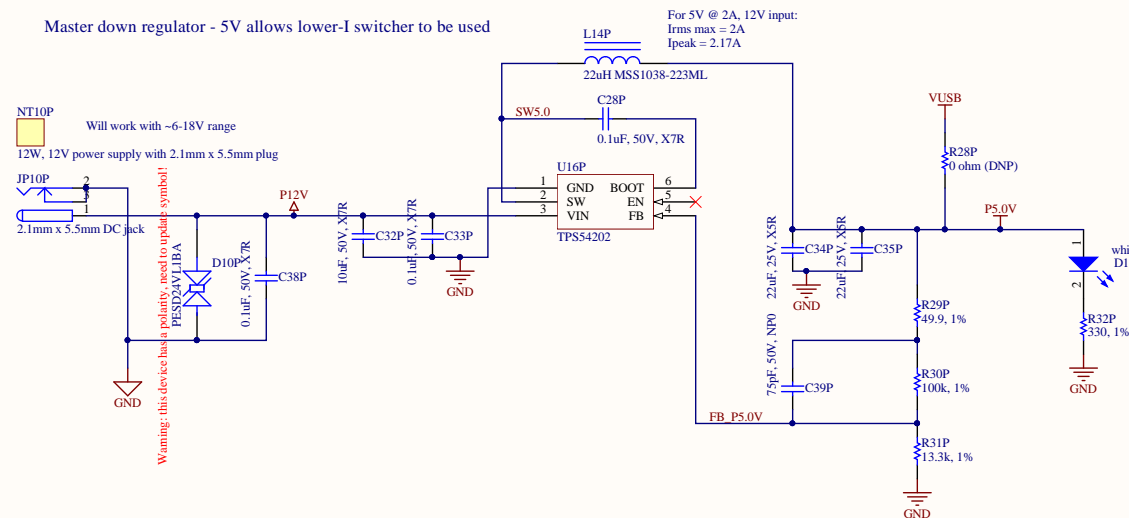 Master down regulator - 5V allows lower-I switcher to be used
For 5V @ 2A, 12V input:
Irms max = 2A
Ipeak = 2.17A
L14P
22uH MSS1038-223ML
C28P
SW5.0
0.1uF, 50V, X7R
VUSB
R28P
0 ohm (DNP)
NT10P
Will work with ~6-18V range
12W, 12V power supply with 2.1mm x 5.5mm plug
JP10P
2
3
1
2.1mm x 5.5mm DC jack
Warning: this device has a polarity, need to update symbol!
P12V
U16P
1 GND BOOT 6
2 SW EN 5
3 VIN FB 4
TPS54202
P5.0V
D10P
PESD24VL1BA
C38P
0.1uF, 50V, X7R
C32P
10uF, 50V, X7R
C33P
0.1uF, 50V, X7R
GND
C34P
22uF, 25V, X5R
C35P
22uF, 25V, X5R
GND
1
2
whi
D1
R29P
49.9, 1%
R32P
330, 1%
GND
C39P
75pF, 50V, NP0
R30P
100k, 1%
GND
FB_P5.0V
R31P
13.3k, 1%
GND